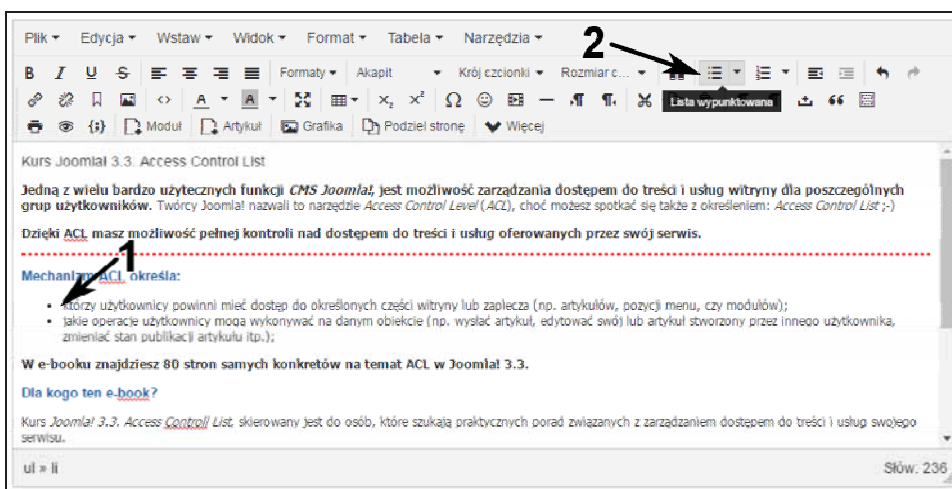 Plik Edycja Wstaw Widok Format Tabela Narzędzia
2
B I U S Formaty Akapit Krój czcionki Rozmiar c...
A A x₂ x² Ω
Lista wypunktowana
{;} Moduł Artykuł Grafika Podziel stronę Więcej
Kurs Joomla! 3.3. Access Control List
Jedną z wielu bardzo użytecznych funkcji CMS Joomla!, jest możliwość zarządzania dostępem do treści i usług witryny dla poszczególnych
grup użytkowników. Twórcy Joomla! nazwali to narzędzie Access Control Level (ACL), choć możesz spotkać się także z określeniem: Access Control List ;-)
Dzięki ACL masz możliwość pełnej kontroli nad dostępem do treści i usług oferowanych przez swój serwis.
1
Mechanizm ACL określa:
• którzy użytkownicy powinni mieć dostęp do określonych części witryny lub zaplecza (np. artykułów, pozycji menu, czy modułów);
• jakie operacje użytkownicy mogą wykonywać na danym obiekcie (np. wysłać artykuł, edytować swój lub artykuł stworzony przez innego użytkownika,
zmieniać stan publikacji artykułu itp.);
W e-booku znajdziesz 80 stron samych konkretów na temat ACL w Joomla! 3.3.
Dla kogo ten e-book?
Kurs Joomla! 3.3. Access Controll List, skierowany jest do osób, które szukają praktycznych porad związanych z zarządzaniem dostępem do treści i usług swojego
serwisu.
ul » li Słów: 236